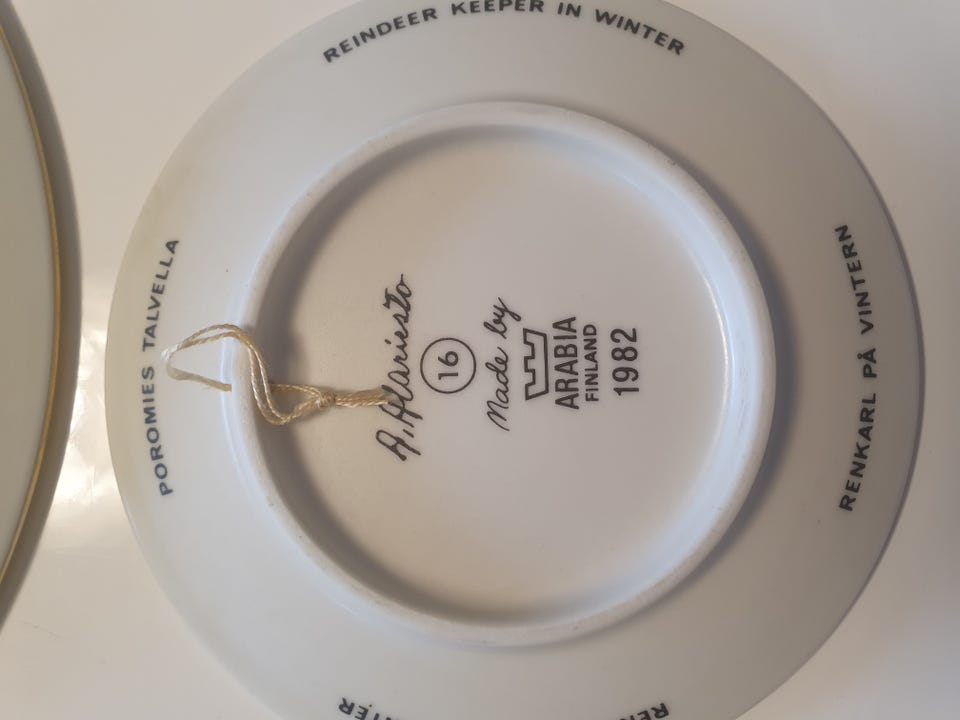 REINDEER KEEPER IN WINTER
POROMIES TALVELLA
RENKARL PÅ VINTERN
A. Alariesto
16
Made by
ARABIA
FINLAND
1982